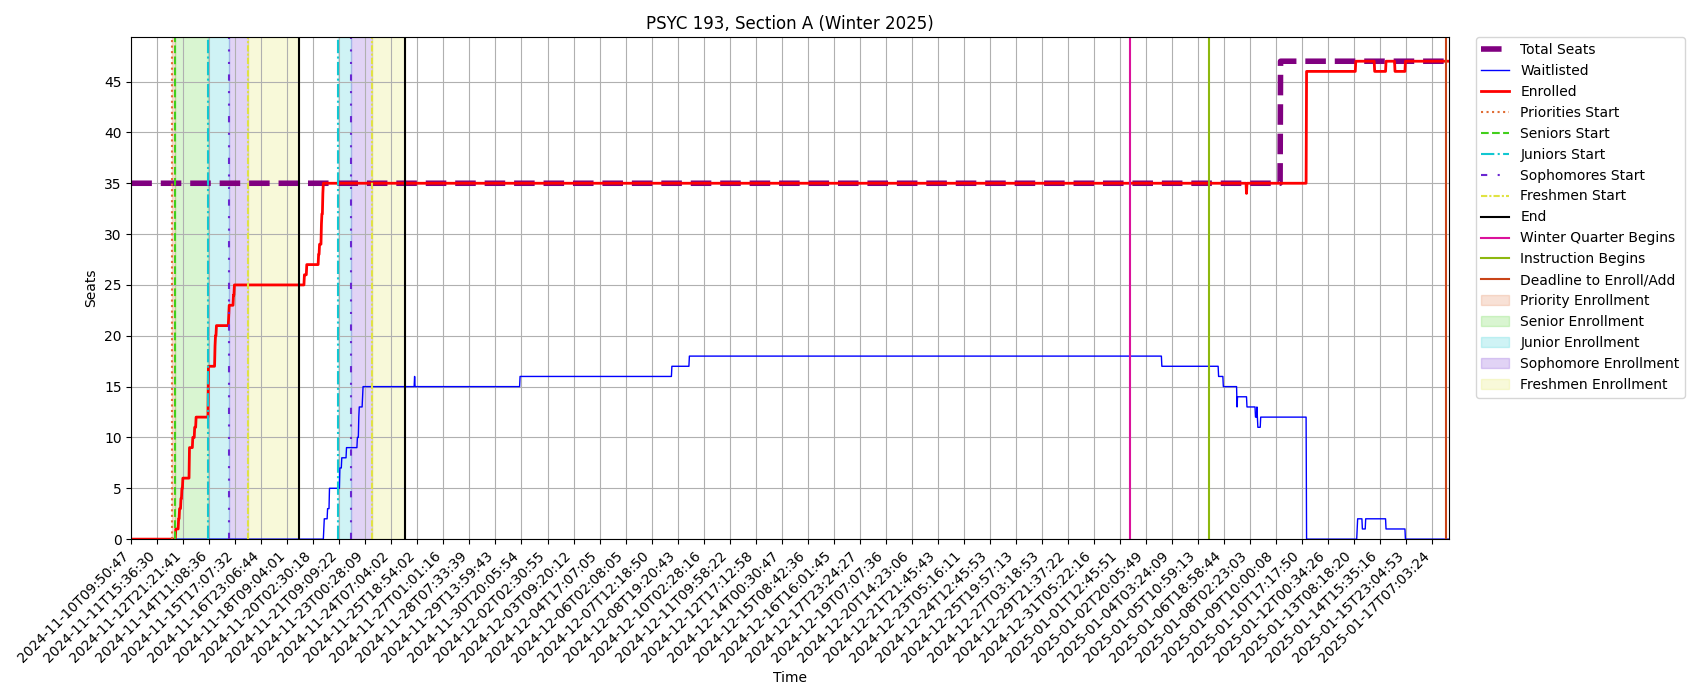 PSYC 193, Section A (Winter 2025)
Seats
45
40
35
30
25
20
15
10
5
0
2024-11-10T09:50:47
2024-11-11T15:36:30
2024-11-12T21:21:41
2024-11-14T11:08:36
2024-11-15T17:07:32
2024-11-16T23:06:44
2024-11-18T09:04:01
2024-11-20T02:30:18
2024-11-21T09:09:22
2024-11-23T00:28:09
2024-11-24T07:04:02
2024-11-25T18:54:02
2024-11-27T01:01:16
2024-11-28T07:33:39
2024-11-29T13:59:43
2024-11-30T20:05:54
2024-12-02T02:30:55
2024-12-03T09:20:12
2024-12-04T17:07:05
2024-12-06T02:08:05
2024-12-07T12:18:50
2024-12-08T19:20:43
2024-12-10T02:28:16
2024-12-11T09:58:22
2024-12-12T17:12:58
2024-12-14T00:30:47
2024-12-15T08:42:36
2024-12-16T16:01:45
2024-12-17T23:24:27
2024-12-19T07:07:36
2024-12-20T14:23:06
2024-12-21T21:45:43
2024-12-23T05:16:11
2024-12-24T12:45:53
2024-12-25T19:57:13
2024-12-27T03:18:53
2024-12-29T21:37:22
2024-12-31T05:22:16
2025-01-01T12:45:51
2025-01-02T20:05:49
2025-01-04T03:24:09
2025-01-05T10:59:13
2025-01-06T18:58:44
2025-01-08T02:23:03
2025-01-09T10:00:08
2025-01-10T17:17:50
2025-01-12T00:34:26
2025-01-13T08:18:20
2025-01-14T15:35:16
2025-01-15T23:04:53
2025-01-17T07:03:24
Time
Total Seats
Waitlisted
Enrolled
Priorities Start
Seniors Start
Juniors Start
Sophomores Start
Freshmen Start
End
Winter Quarter Begins
Instruction Begins
Deadline to Enroll/Add
Priority Enrollment
Senior Enrollment
Junior Enrollment
Sophomore Enrollment
Freshmen Enrollment